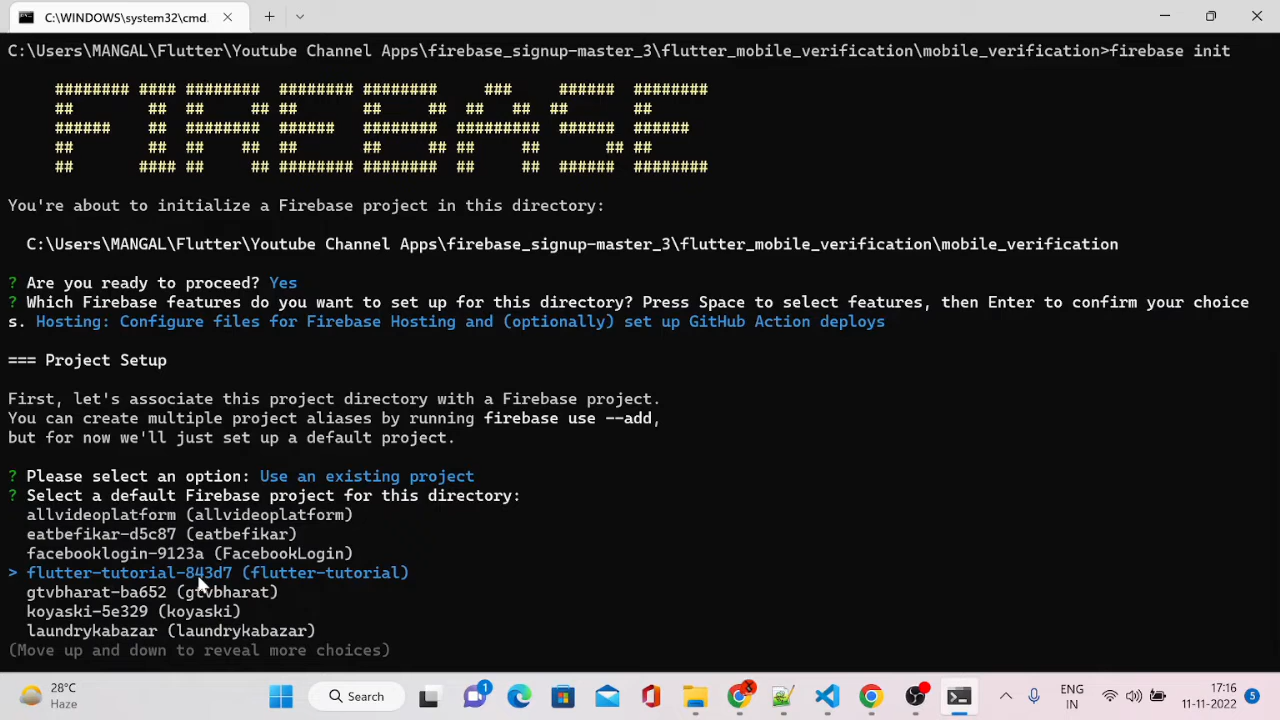 C:\WINDOWS\system32\cmd.
C:\Users\MANGAL\Flutter\Youtube Channel Apps\firebase_signup-master_3\flutter_mobile_verification\mobile_verification>firebase init
######## #### ######## ######## ######## ### ###### ########
## ## ## ## ## ## ## ## ## ## ##
###### ## ######## ###### ######## ######### ###### ######
## ## ## ## ## ## ## ## ## ## ##
## #### ## ## ######## ######## ## ## ###### ########
You're about to initialize a Firebase project in this directory:
C:\Users\MANGAL\Flutter\Youtube Channel Apps\firebase_signup-master_3\flutter_mobile_verification\mobile_verification
? Are you ready to proceed? Yes
? Which Firebase features do you want to set up for this directory? Press Space to select features, then Enter to confirm your choice
s. Hosting: Configure files for Firebase Hosting and (optionally) set up GitHub Action deploys
=== Project Setup
First, let's associate this project directory with a Firebase project.
You can create multiple project aliases by running firebase use --add,
but for now we'll just set up a default project.
? Please select an option: Use an existing project
? Select a default Firebase project for this directory:
allvideoplatform (allvideoplatform)
eatbefikar-d5c87 (eatbefikar)
facebooklogin-9123a (FacebookLogin)
> flutter-tutorial-843d7 (flutter-tutorial)
gtvbharat-ba652 (gtvbharat)
koyaski-5e329 (koyaski)
laundrykabazar (laundrykabazar)
(Move up and down to reveal more choices)
28°C
Haze
Search
1
ENG
IN
17:16
11-11-2022
5